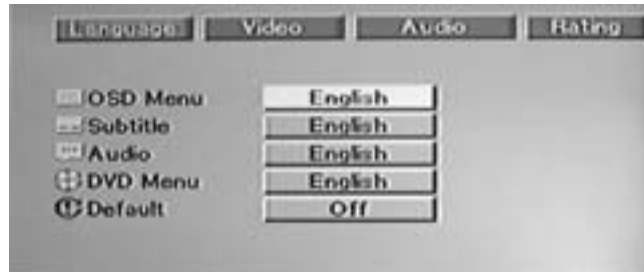 Language Video Audio Rating
OSD Menu English
Subtitle English
Audio English
DVD Menu English
Default Off